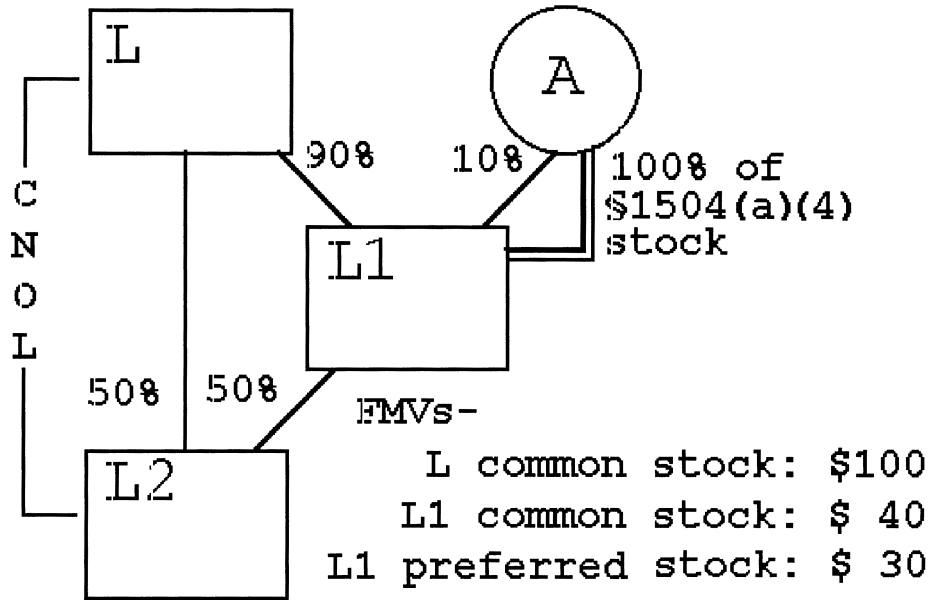 L
A
90%
10%
100% of
§1504(a)(4)
stock
C
N
O
L
L1
50%
50%
FMVs-
L2
L common stock: $100
L1 common stock: $ 40
L1 preferred stock: $ 30